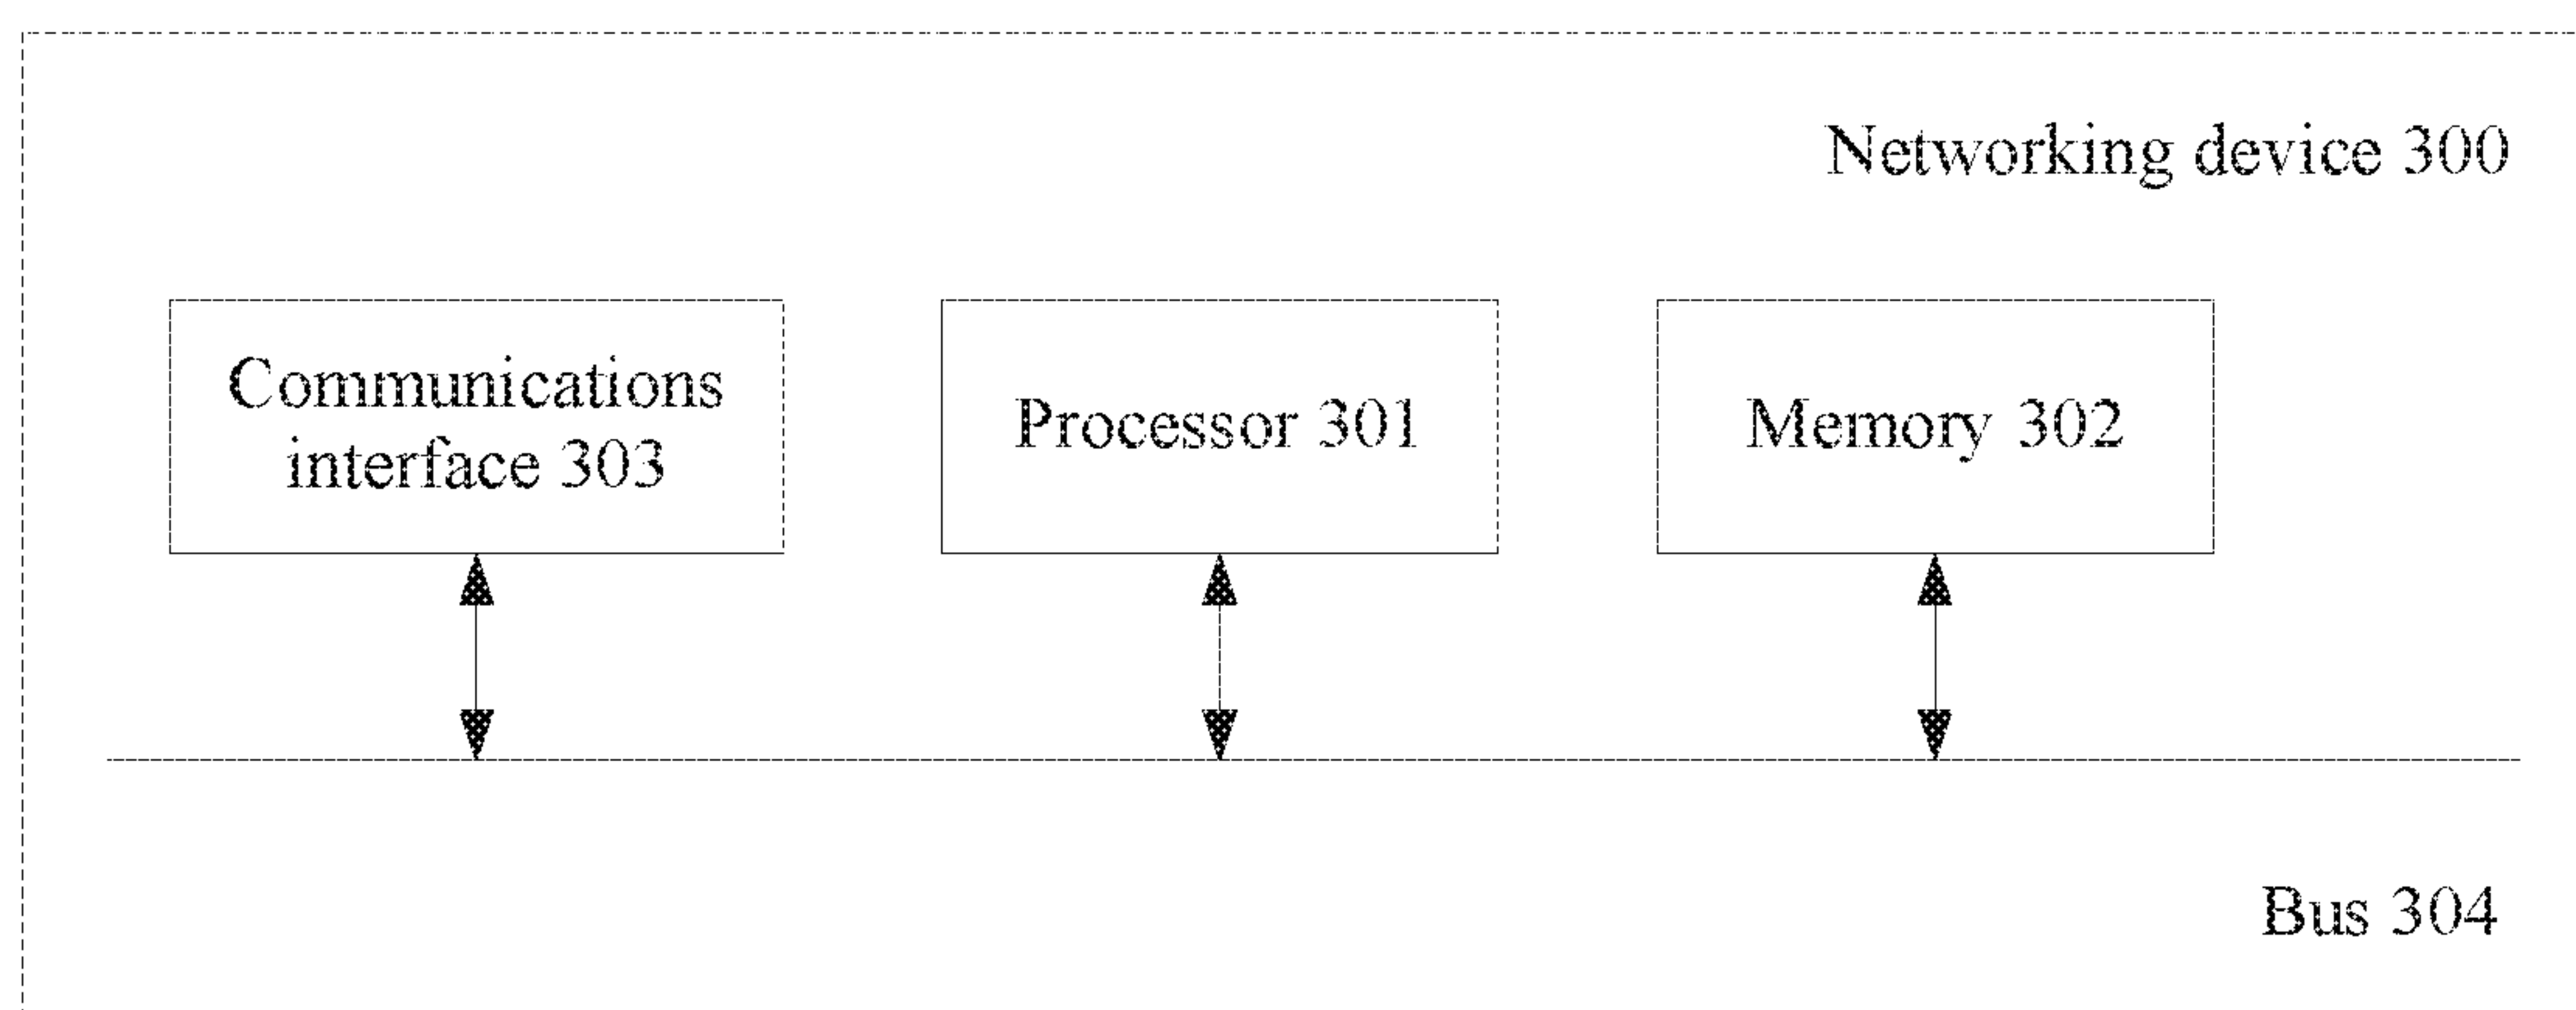 Networking device 300
Communications
interface 303
Processor 301
Memory 302
Bus 304